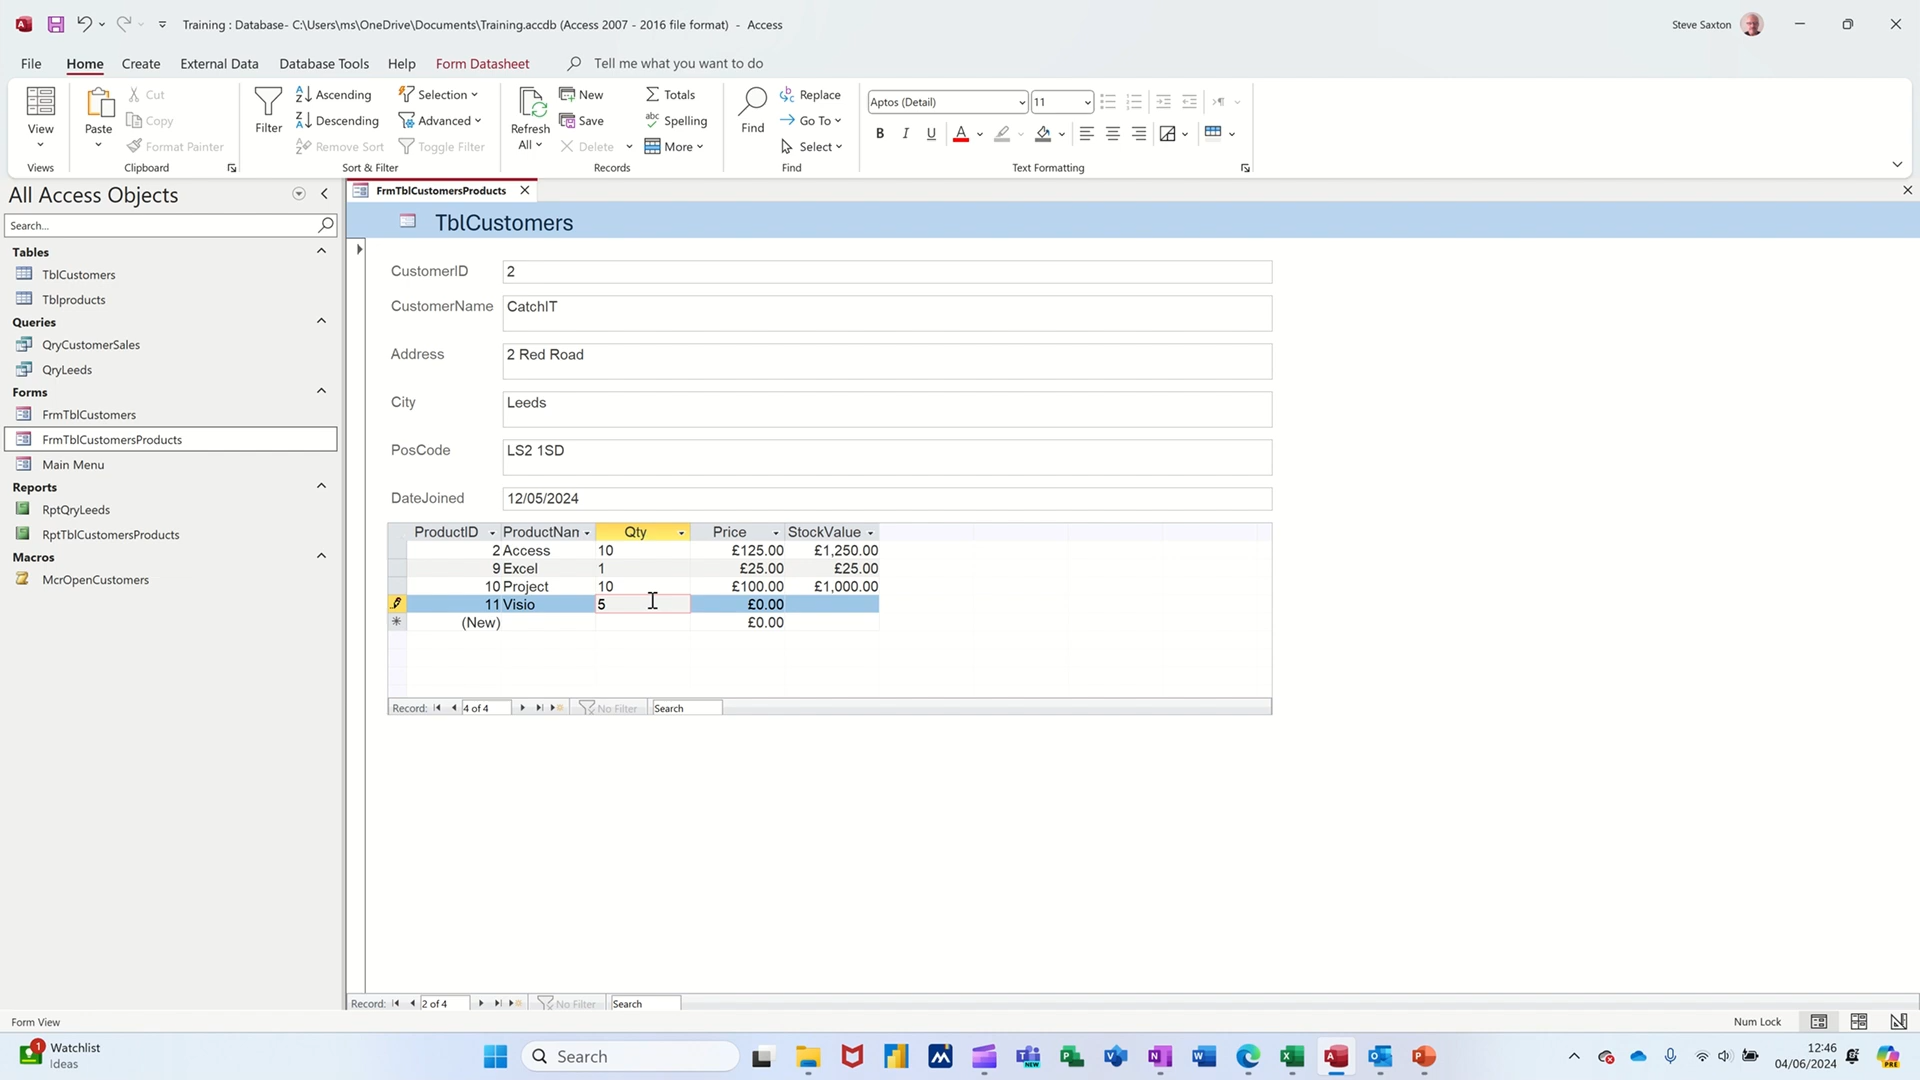 Training : Database- C:\Users\ms\OneDrive\Documents\Training.accdb (Access 2007 - 2016 file format) - Access
Steve Saxton
File Home Create External Data Database Tools Help Form Datasheet Tell me what you want to do
View
Views
Paste
Cut
Copy
Format Painter
Clipboard
Filter
Ascending
Descending
Remove Sort
Selection
Advanced
Toggle Filter
Sort & Filter
Refresh
All
New
Save
Delete
Totals
Spelling
More
Records
Find
Replace
Go To
Select
Find
Aptos (Detail) 11
B I U
Text Formatting
All Access Objects
Search...
Tables
TblCustomers
Tblproducts
Queries
QryCustomerSales
QryLeeds
Forms
FrmTblCustomers
FrmTblCustomersProducts
Main Menu
Reports
RptQryLeeds
RptTblCustomersProducts
Macros
McrOpenCustomers
FrmTblCustomersProducts
TblCustomers
CustomerID 2
CustomerName CatchIT
Address 2 Red Road
City Leeds
PosCode LS2 1SD
DateJoined 12/05/2024
ProductID ProductNan Qty Price StockValue
2 Access 10 £125.00 £1,250.00
9 Excel 1 £25.00 £25.00
10 Project 10 £100.00 £1,000.00
11 Visio 5 £0.00
(New) £0.00
Record: 4 of 4 No Filter Search
Record: 2 of 4 No Filter Search
Form View
Num Lock
1 Watchlist
Ideas
Search
NEW
12:46
04/06/2024
PRE